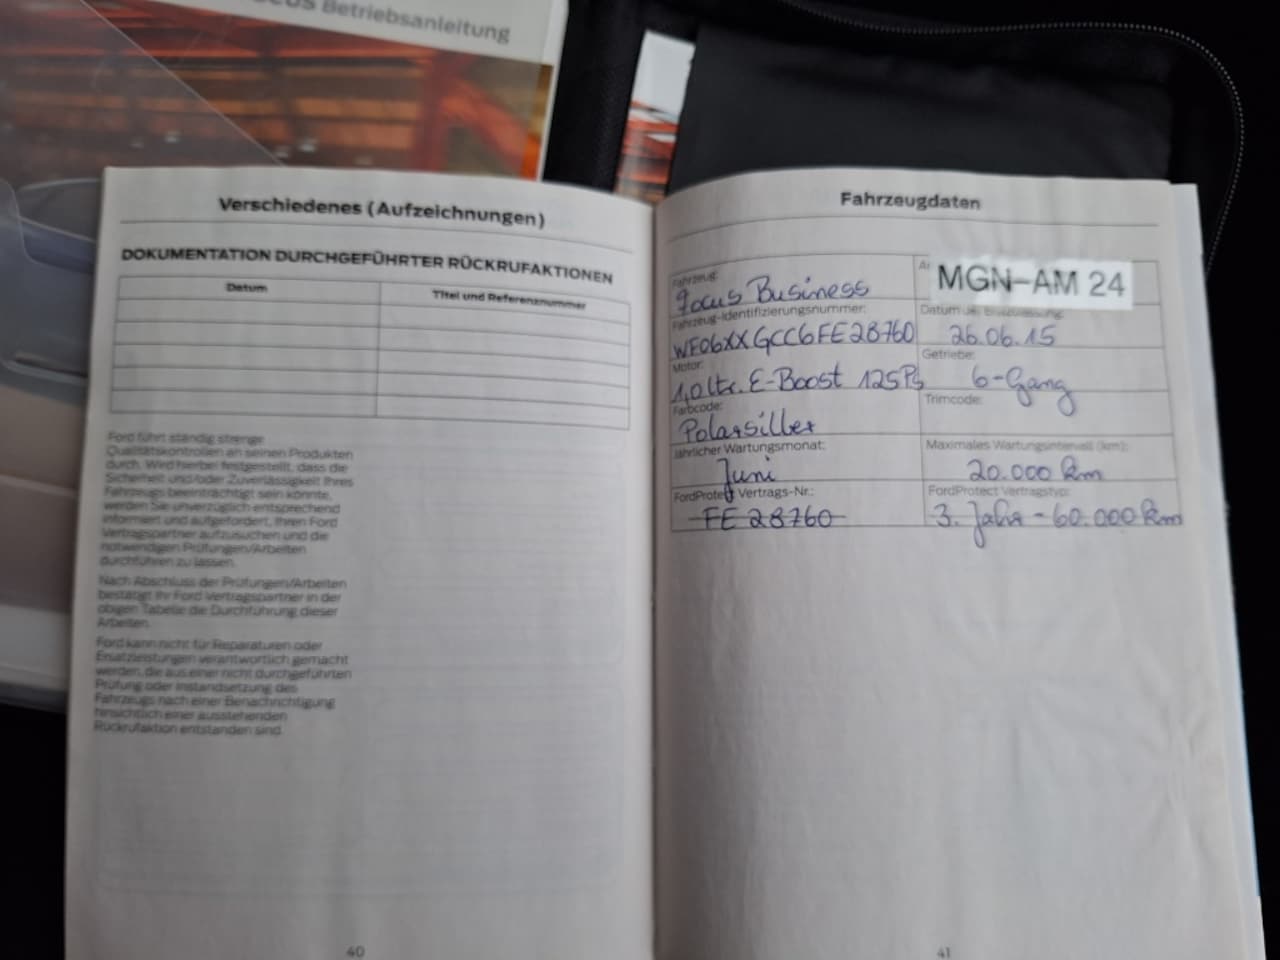 Betriebsanleitung
Verschiedenes (Aufzeichnungen)
DOKUMENTATION DURCHGEFÜHRTER RÜCKRUFAKTIONEN
Datum
Titel und Referenznummer
Ford führt ständig strenge
Qualitätskontrollen an seinen Produkten
durch. Wird hierbei festgestellt, dass die
Sicherheit und/oder Zuverlässigkeit Ihres
Fahrzeugs beeinträchtigt sein könnte,
werden Sie unverzüglich entsprechend
informiert und aufgefordert, Ihren Ford
Vertragspartner aufzusuchen und die
notwendigen Prüfungen/Arbeiten
durchführen zu lassen.
Nach Abschluss der Prüfungen/Arbeiten
bestätigt Ihr Ford Vertragspartner in der
obigen Tabelle die Durchführung dieser
Arbeiten.
Ford kann nicht für Reparaturen oder
Ersatzleistungen verantwortlich gemacht
werden, die aus einer nicht durchgeführten
Prüfung oder Instandsetzung des
Fahrzeugs nach einer Benachrichtigung
hinsichtlich einer ausstehenden
Rückrufaktion entstanden sind.
40
Fahrzeugdaten
Fahrzeug:
Focus Business
MGN-AM 24
Fahrzeug-Identifizierungsnummer:
WF06XXGCC6FE28760
Datum der Erstzulassung:
26.06.15
Motor:
1,0 ltr. E-Boost 125Ps
Getriebe:
6-Gang
Farbcode:
Polarsilber
Trimcode:
Jährlicher Wartungsmonat:
Juni
Maximales Wartungsintervall (km):
20.000 km
FordProtect Vertrags-Nr.:
FE 28760
FordProtect Vertragstyp:
3. Jahr - 60.000 km
41